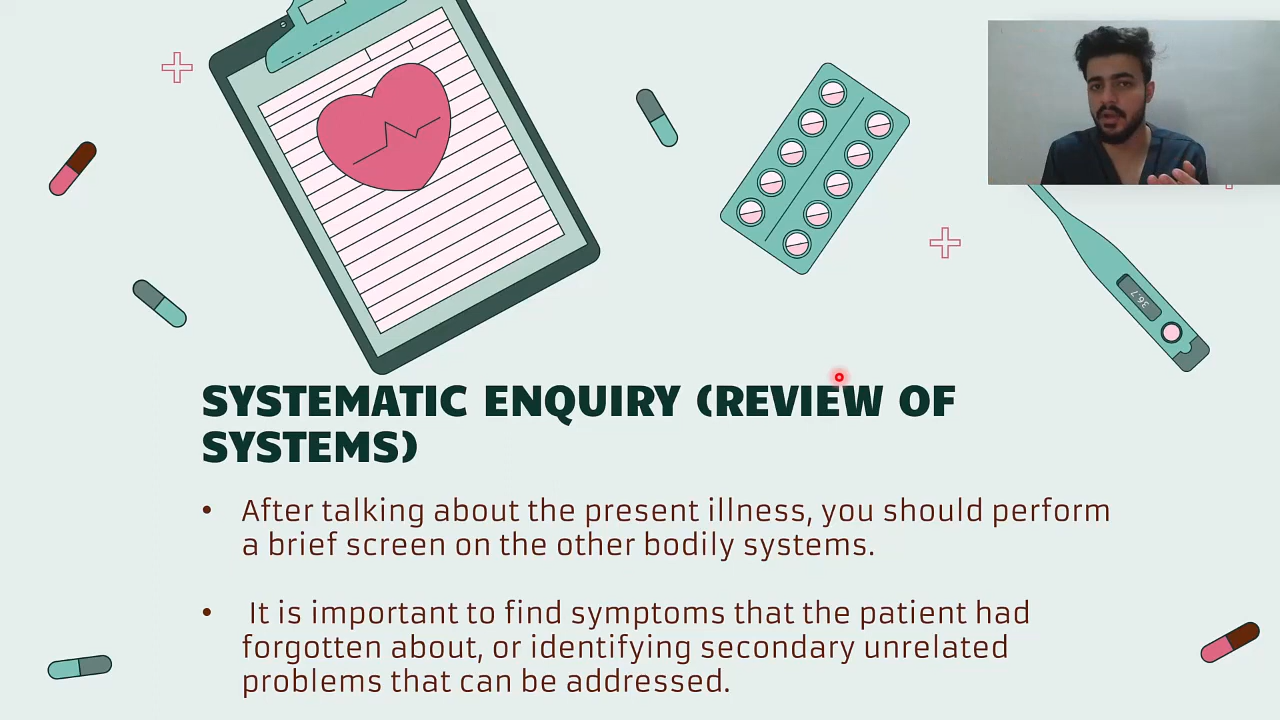 36.7
SYSTEMATIC ENQUIRY (REVIEW OF
SYSTEMS)
• After talking about the present illness, you should perform
a brief screen on the other bodily systems.
• It is important to find symptoms that the patient had
forgotten about, or identifying secondary unrelated
problems that can be addressed.